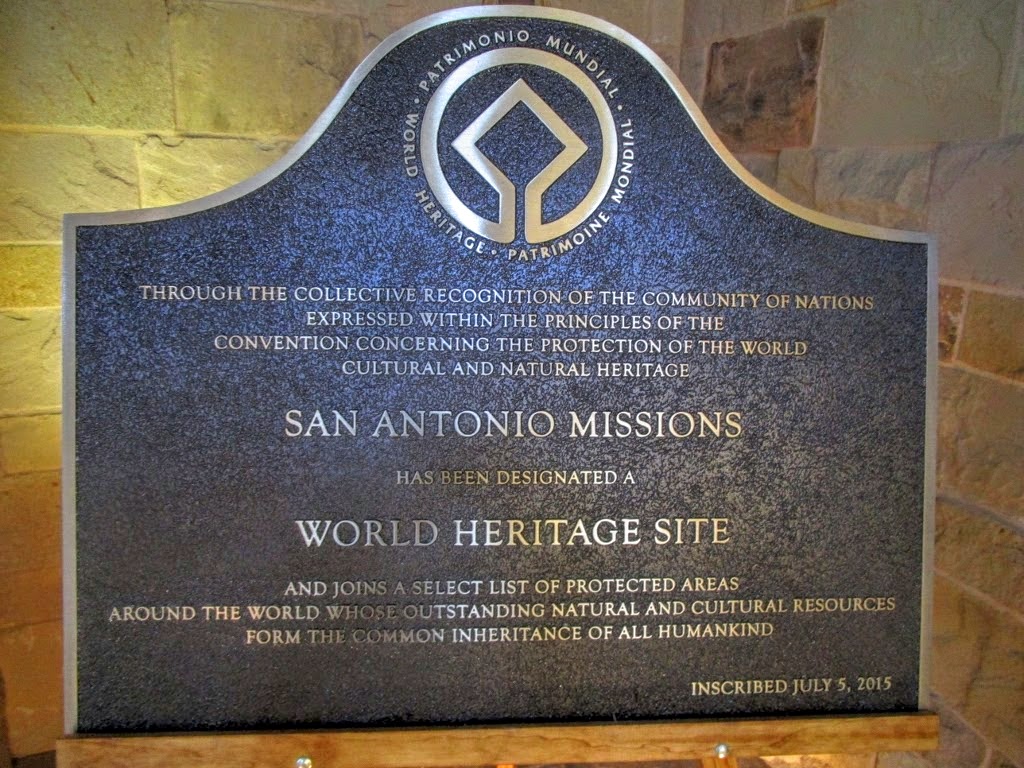 WORLD HERITAGE • PATRIMONIO MUNDIAL • PATRIMOINE MONDIAL •
THROUGH THE COLLECTIVE RECOGNITION OF THE COMMUNITY OF NATIONS
EXPRESSED WITHIN THE PRINCIPLES OF THE
CONVENTION CONCERNING THE PROTECTION OF THE WORLD
CULTURAL AND NATURAL HERITAGE
SAN ANTONIO MISSIONS
HAS BEEN DESIGNATED A
WORLD HERITAGE SITE
AND JOINS A SELECT LIST OF PROTECTED AREAS
AROUND THE WORLD WHOSE OUTSTANDING NATURAL AND CULTURAL RESOURCES
FORM THE COMMON INHERITANCE OF ALL HUMANKIND
INSCRIBED JULY 5, 2015